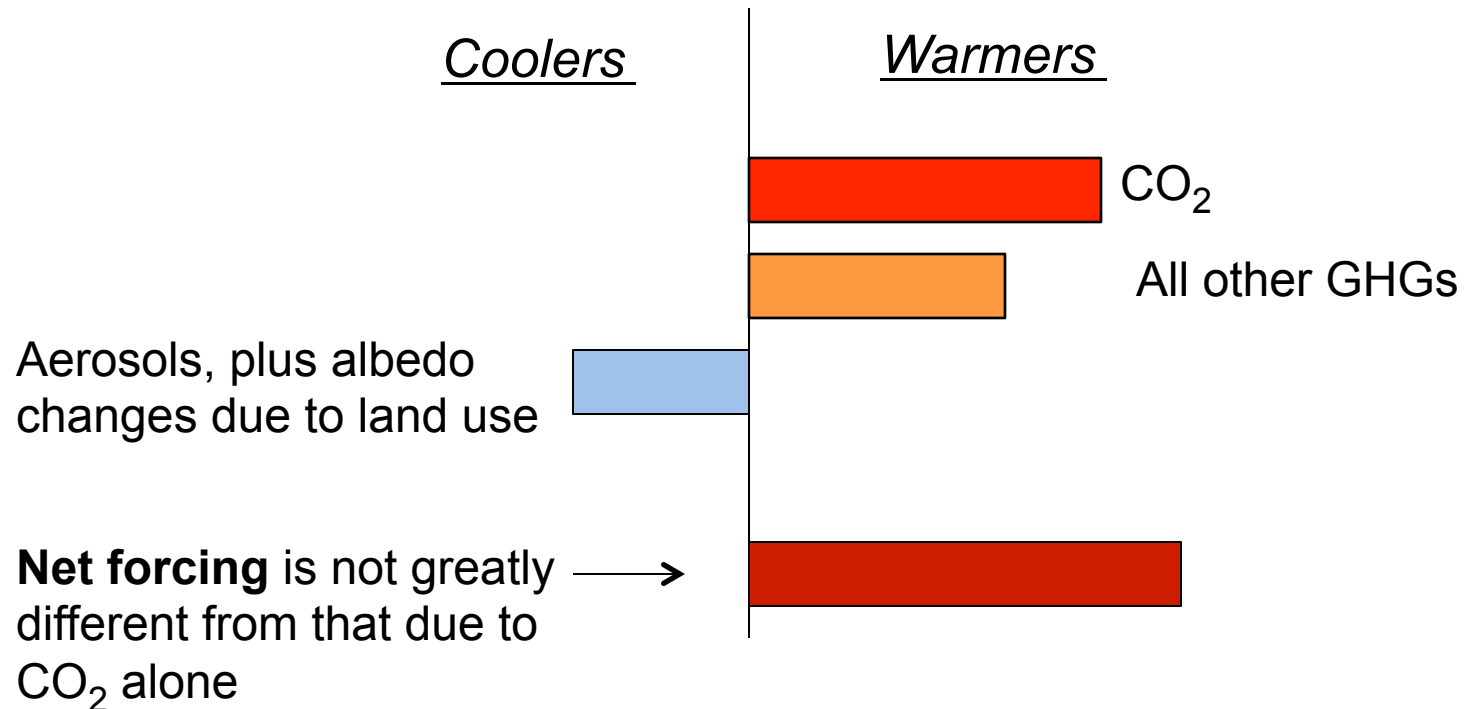 Coolers
Warmers
CO₂
All other GHGs
Aerosols, plus albedo
changes due to land use
Net forcing is not greatly
different from that due to
CO₂ alone